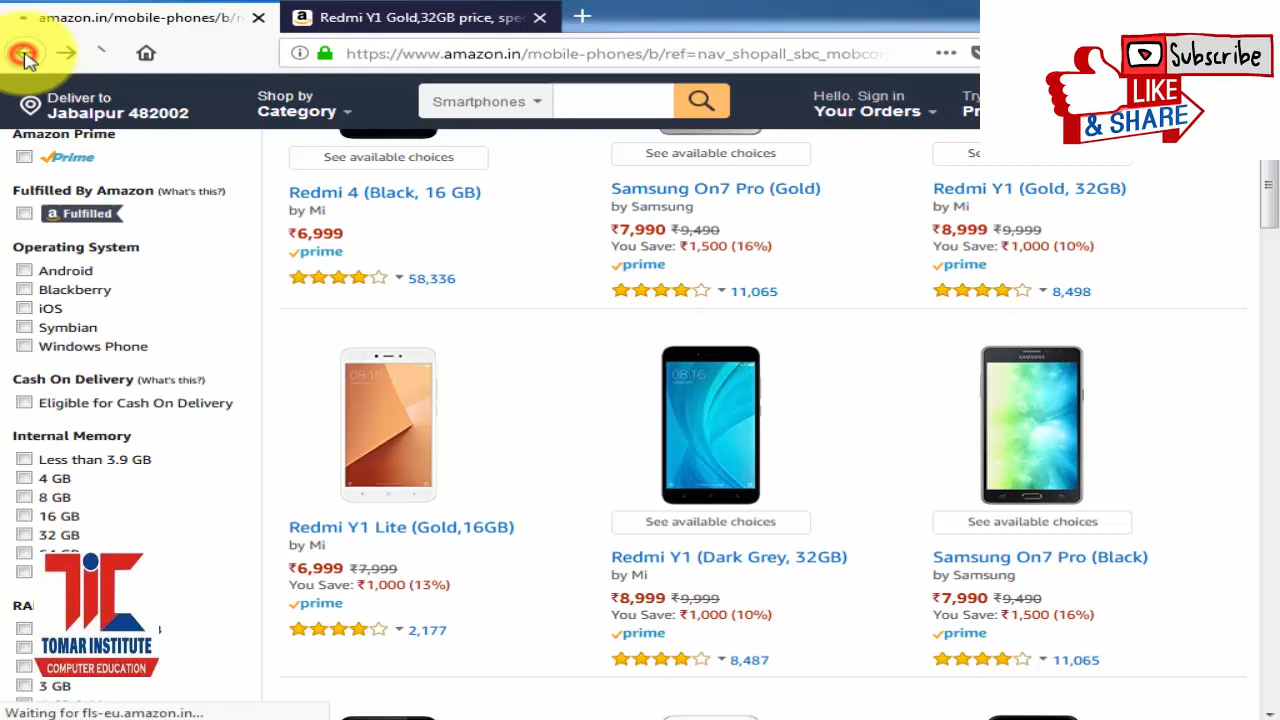 amazon.in/mobile-phones/b/r
Redmi Y1 Gold,32GB price, spe
https://www.amazon.in/mobile-phones/b/ref=nav_shopall_sbc_mobcom
Subscribe
LIKE
& SHARE
Deliver to
Jabalpur 482002
Shop by
Category
Smartphones
Hello. Sign in
Your Orders
Try
Pr
Amazon Prime
Prime
Fulfilled By Amazon (What's this?)
a Fulfilled
Operating System
Android
Blackberry
iOS
Symbian
Windows Phone
Cash On Delivery (What's this?)
Eligible for Cash On Delivery
Internal Memory
Less than 3.9 GB
4 GB
8 GB
16 GB
32 GB
RA
3 GB
See available choices
Redmi 4 (Black, 16 GB)
by Mi
₹6,999
prime
58,336
See available choices
Samsung On7 Pro (Gold)
by Samsung
₹7,990 ₹9,490
You Save: ₹1,500 (16%)
prime
11,065
Se
Redmi Y1 (Gold, 32GB)
by Mi
₹8,999 ₹9,999
You Save: ₹1,000 (10%)
prime
8,498
08:16
Redmi Y1 Lite (Gold,16GB)
by Mi
₹6,999 ₹7,999
You Save: ₹1,000 (13%)
prime
2,177
08:16
See available choices
Redmi Y1 (Dark Grey, 32GB)
by Mi
₹8,999 ₹9,999
You Save: ₹1,000 (10%)
prime
8,487
SAMSUNG
See available choices
Samsung On7 Pro (Black)
by Samsung
₹7,990 ₹9,490
You Save: ₹1,500 (16%)
prime
11,065
TIC
TOMAR INSTITUTE
COMPUTER EDUCATION
Waiting for fls-eu.amazon.in...